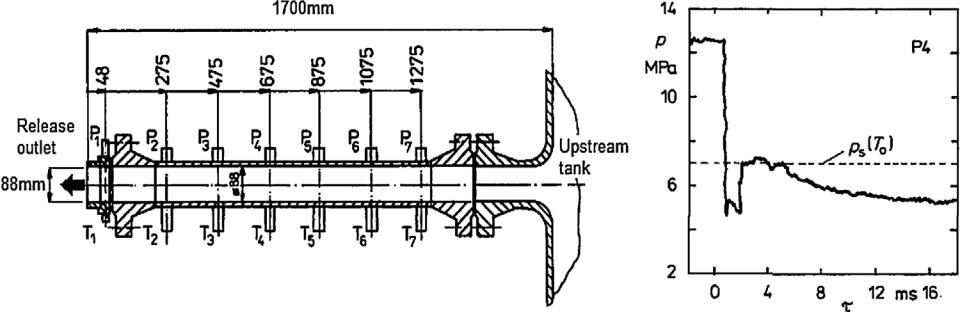 1700mm
48
275
475
675
875
1075
1275
Release
outlet
P1
P2
P3
P4
P5
P6
P7
Upstream
tank
88mm
ø88
T1
T2
T3
T4
T5
T6
T7
14
p
MPa
10
6
2
P4
ps(To)
0
4
8
12
ms
16
τ